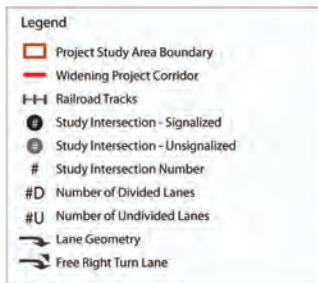 Legend
Project Study Area Boundary
Widening Project Corridor
Railroad Tracks
# Study Intersection - Signalized
# Study Intersection - Unsignalized
# Study Intersection Number
#D Number of Divided Lanes
#U Number of Undivided Lanes
Lane Geometry
Free Right Turn Lane